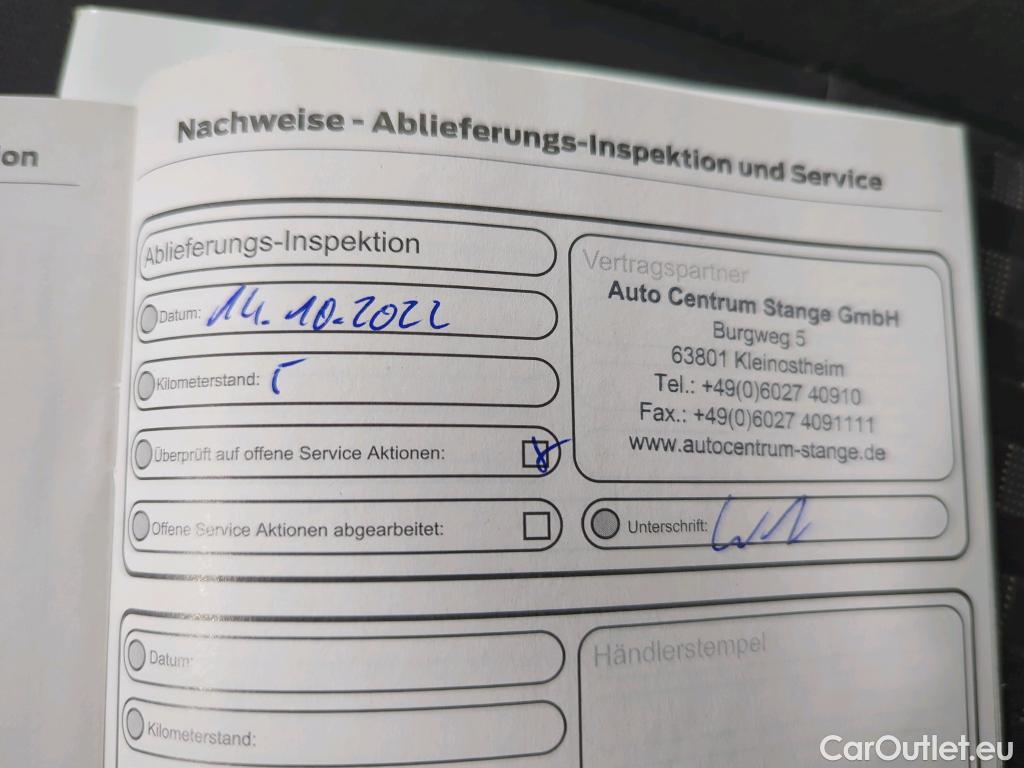 ion
Nachweise - Ablieferungs-Inspektion und Service
Ablieferungs-Inspektion
Datum: 14.10.2022
Kilometerstand: 5
Überprüft auf offene Service Aktionen:
Offene Service Aktionen abgearbeitet:
Vertragspartner
Auto Centrum Stange GmbH
Burgweg 5
63801 Kleinostheim
Tel.: +49(0)6027 40910
Fax.: +49(0)6027 4091111
www.autocentrum-stange.de
Unterschrift:
Datum:
Kilometerstand:
Händlerstempel
CarOutlet.eu